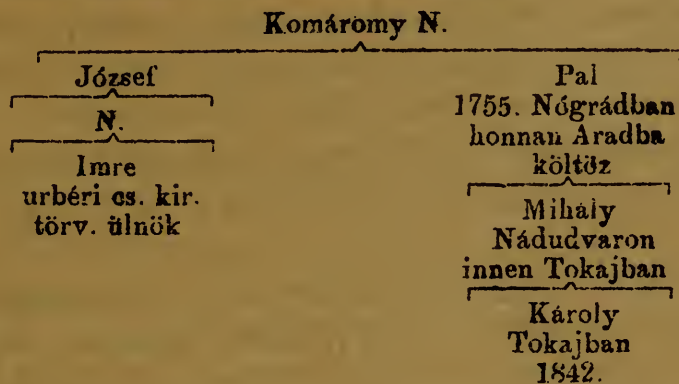 Komáromy N.
József
N.
Imre
urbéri cs. kir.
törv. ülnök
Pal
1755. Nógrádban
honnan Aradba
költöz
Mihály
Nádudvaron
innen Tokajban
Károly
Tokajban
1842.